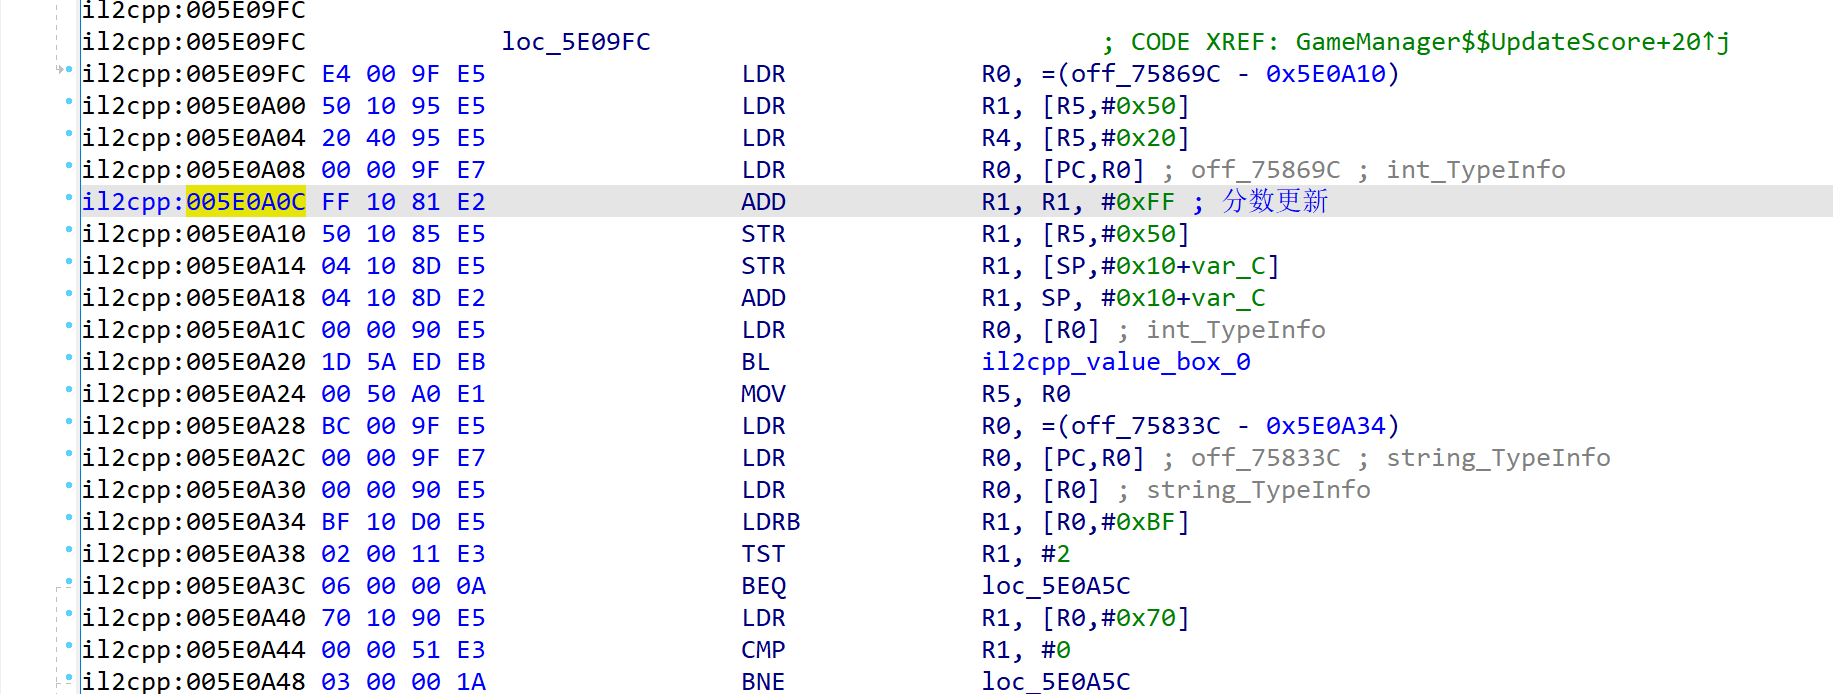 il2cpp:005E09FC
il2cpp:005E09FC loc_5E09FC ; CODE XREF: GameManager$$UpdateScore+20↑j
il2cpp:005E09FC E4 00 9F E5 LDR R0, =(off_75869C - 0x5E0A10)
il2cpp:005E0A00 50 10 95 E5 LDR R1, [R5,#0x50]
il2cpp:005E0A04 20 40 95 E5 LDR R4, [R5,#0x20]
il2cpp:005E0A08 00 00 9F E7 LDR R0, [PC,R0] ; off_75869C ; int_TypeInfo
il2cpp:005E0A0C FF 10 81 E2 ADD R1, R1, #0xFF ; 分数更新
il2cpp:005E0A10 50 10 85 E5 STR R1, [R5,#0x50]
il2cpp:005E0A14 04 10 8D E5 STR R1, [SP,#0x10+var_C]
il2cpp:005E0A18 04 10 8D E2 ADD R1, SP, #0x10+var_C
il2cpp:005E0A1C 00 00 90 E5 LDR R0, [R0] ; int_TypeInfo
il2cpp:005E0A20 1D 5A ED EB BL il2cpp_value_box_0
il2cpp:005E0A24 00 50 A0 E1 MOV R5, R0
il2cpp:005E0A28 BC 00 9F E5 LDR R0, =(off_75833C - 0x5E0A34)
il2cpp:005E0A2C 00 00 9F E7 LDR R0, [PC,R0] ; off_75833C ; string_TypeInfo
il2cpp:005E0A30 00 00 90 E5 LDR R0, [R0] ; string_TypeInfo
il2cpp:005E0A34 BF 10 D0 E5 LDRB R1, [R0,#0xBF]
il2cpp:005E0A38 02 00 11 E3 TST R1, #2
il2cpp:005E0A3C 06 00 00 0A BEQ loc_5E0A5C
il2cpp:005E0A40 70 10 90 E5 LDR R1, [R0,#0x70]
il2cpp:005E0A44 00 00 51 E3 CMP R1, #0
il2cpp:005E0A48 03 00 00 1A BNE loc_5E0A5C